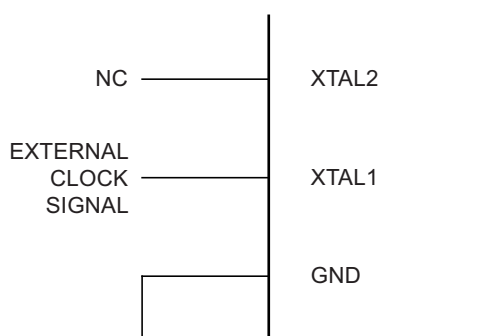 NC
XTAL2
EXTERNAL
CLOCK
SIGNAL
XTAL1
GND